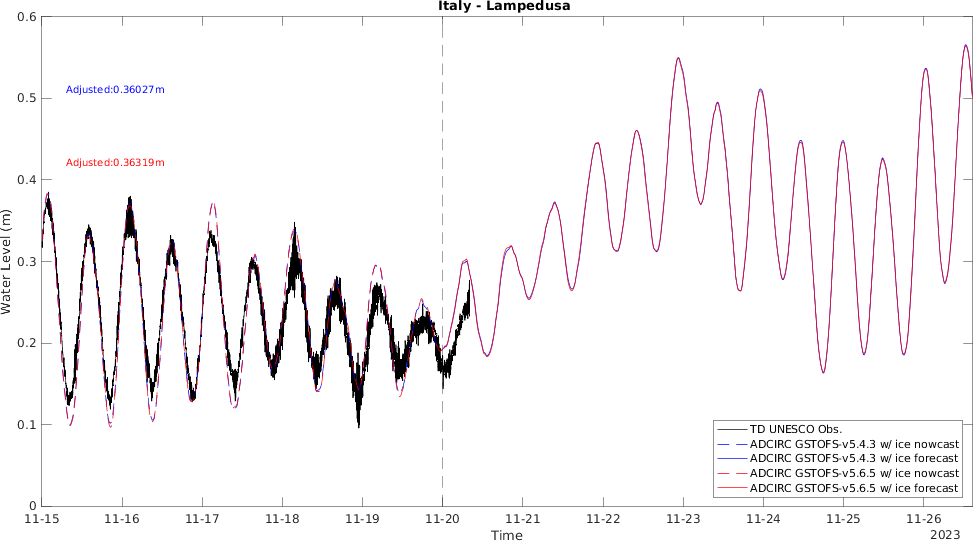 Italy - Lampedusa
0.6
0.5
0.4
0.3
0.2
0.1
0
Water Level (m)
Adjusted:0.36027m
Adjusted:0.36319m
TD UNESCO Obs.
ADCIRC GSTOFS-v5.4.3 w/ ice nowcast
ADCIRC GSTOFS-v5.4.3 w/ ice forecast
ADCIRC GSTOFS-v5.6.5 w/ ice nowcast
ADCIRC GSTOFS-v5.6.5 w/ ice forecast
11-15 11-16 11-17 11-18 11-19 11-20 11-21 11-22 11-23 11-24 11-25 11-26
2023
Time